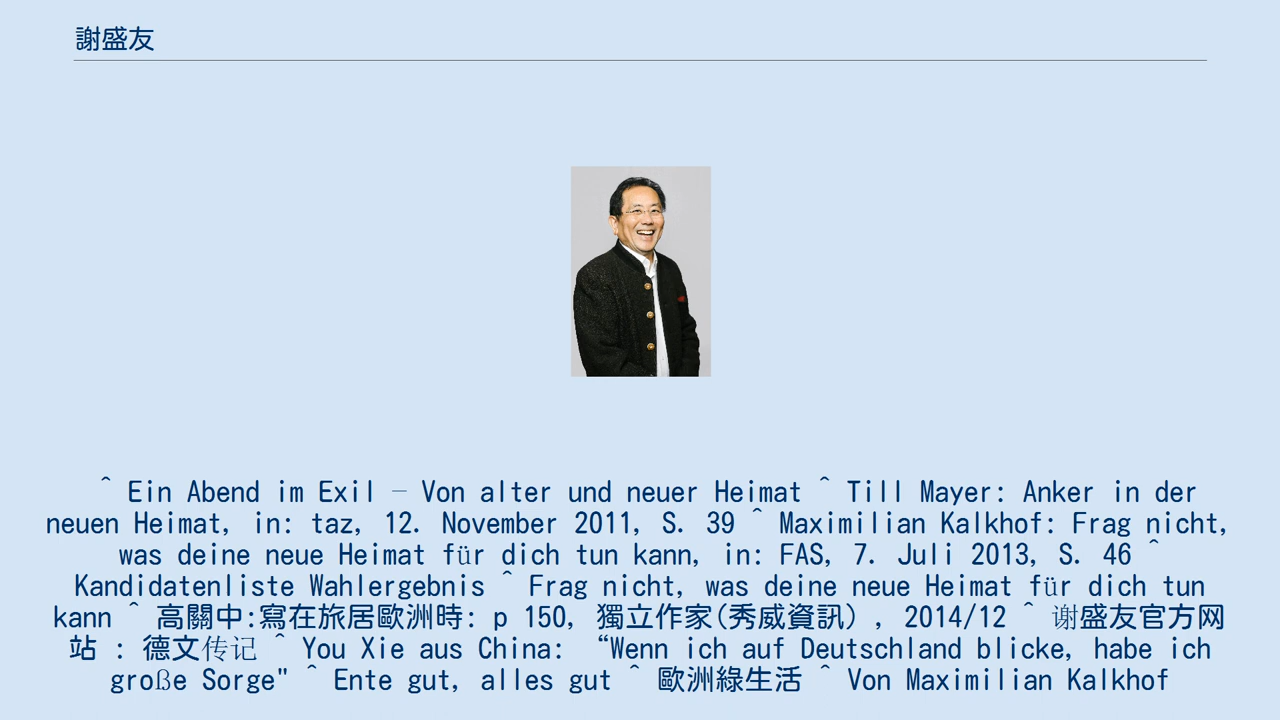 謝盛友
^ Ein Abend im Exil – Von alter und neuer Heimat ^ Till Mayer: Anker in der
neuen Heimat, in: taz, 12. November 2011, S. 39 ^ Maximilian Kalkhof: Frag nicht,
was deine neue Heimat für dich tun kann, in: FAS, 7. Juli 2013, S. 46 ^
Kandidatenliste Wahlergebnis ^ Frag nicht, was deine neue Heimat für dich tun
kann ^ 高關中:寫在旅居歐洲時: p 150, 獨立作家(秀威資訊) , 2014/12 ^ 谢盛友官方网
站 : 德文传记 ^ You Xie aus China: “Wenn ich auf Deutschland blicke, habe ich
große Sorge" ^ Ente gut, alles gut ^ 歐洲綠生活 ^ Von Maximilian Kalkhof